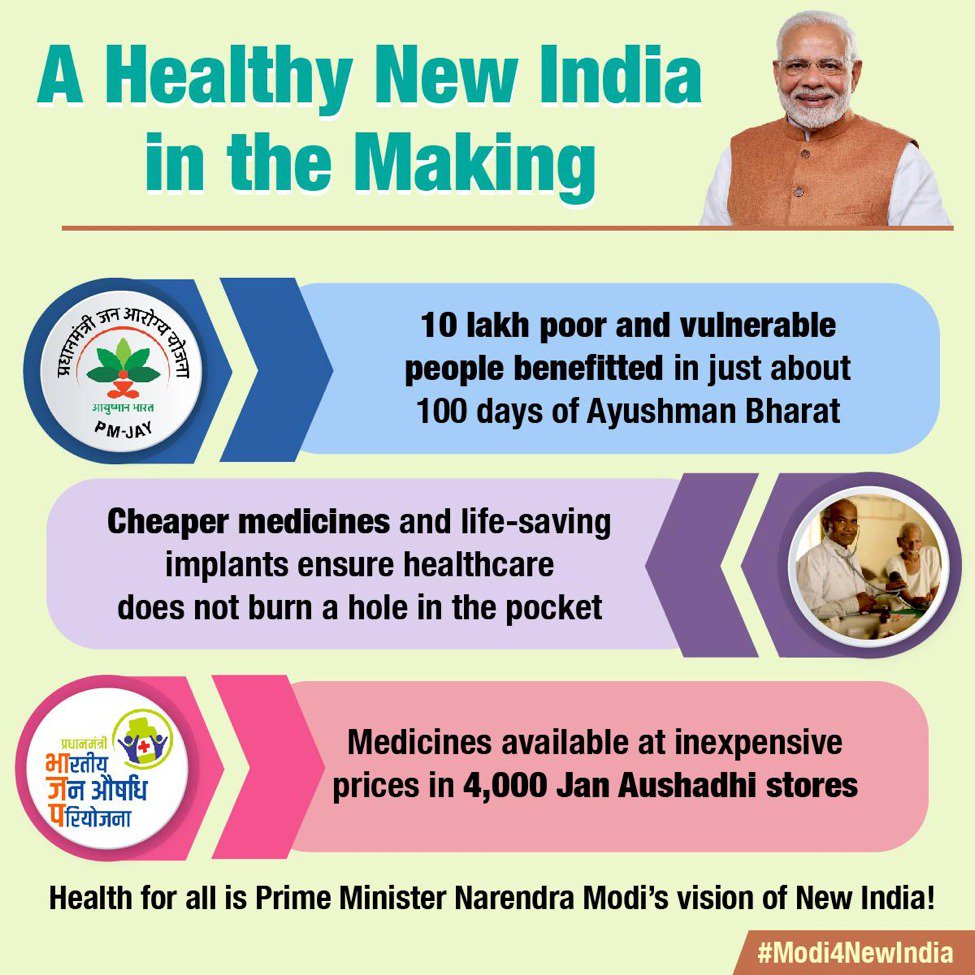 A Healthy New India
in the Making
प्रधानमंत्री जन आरोग्य योजना
आयुष्मान भारत
PM-JAY
10 lakh poor and vulnerable
people benefitted in just about
100 days of Ayushman Bharat
Cheaper medicines and life-saving
implants ensure healthcare
does not burn a hole in the pocket
प्रधानमंत्री
भारतीय
जन औषधि
परियोजना
Medicines available at inexpensive
prices in 4,000 Jan Aushadhi stores
Health for all is Prime Minister Narendra Modi's vision of New India!
#Modi4NewIndia